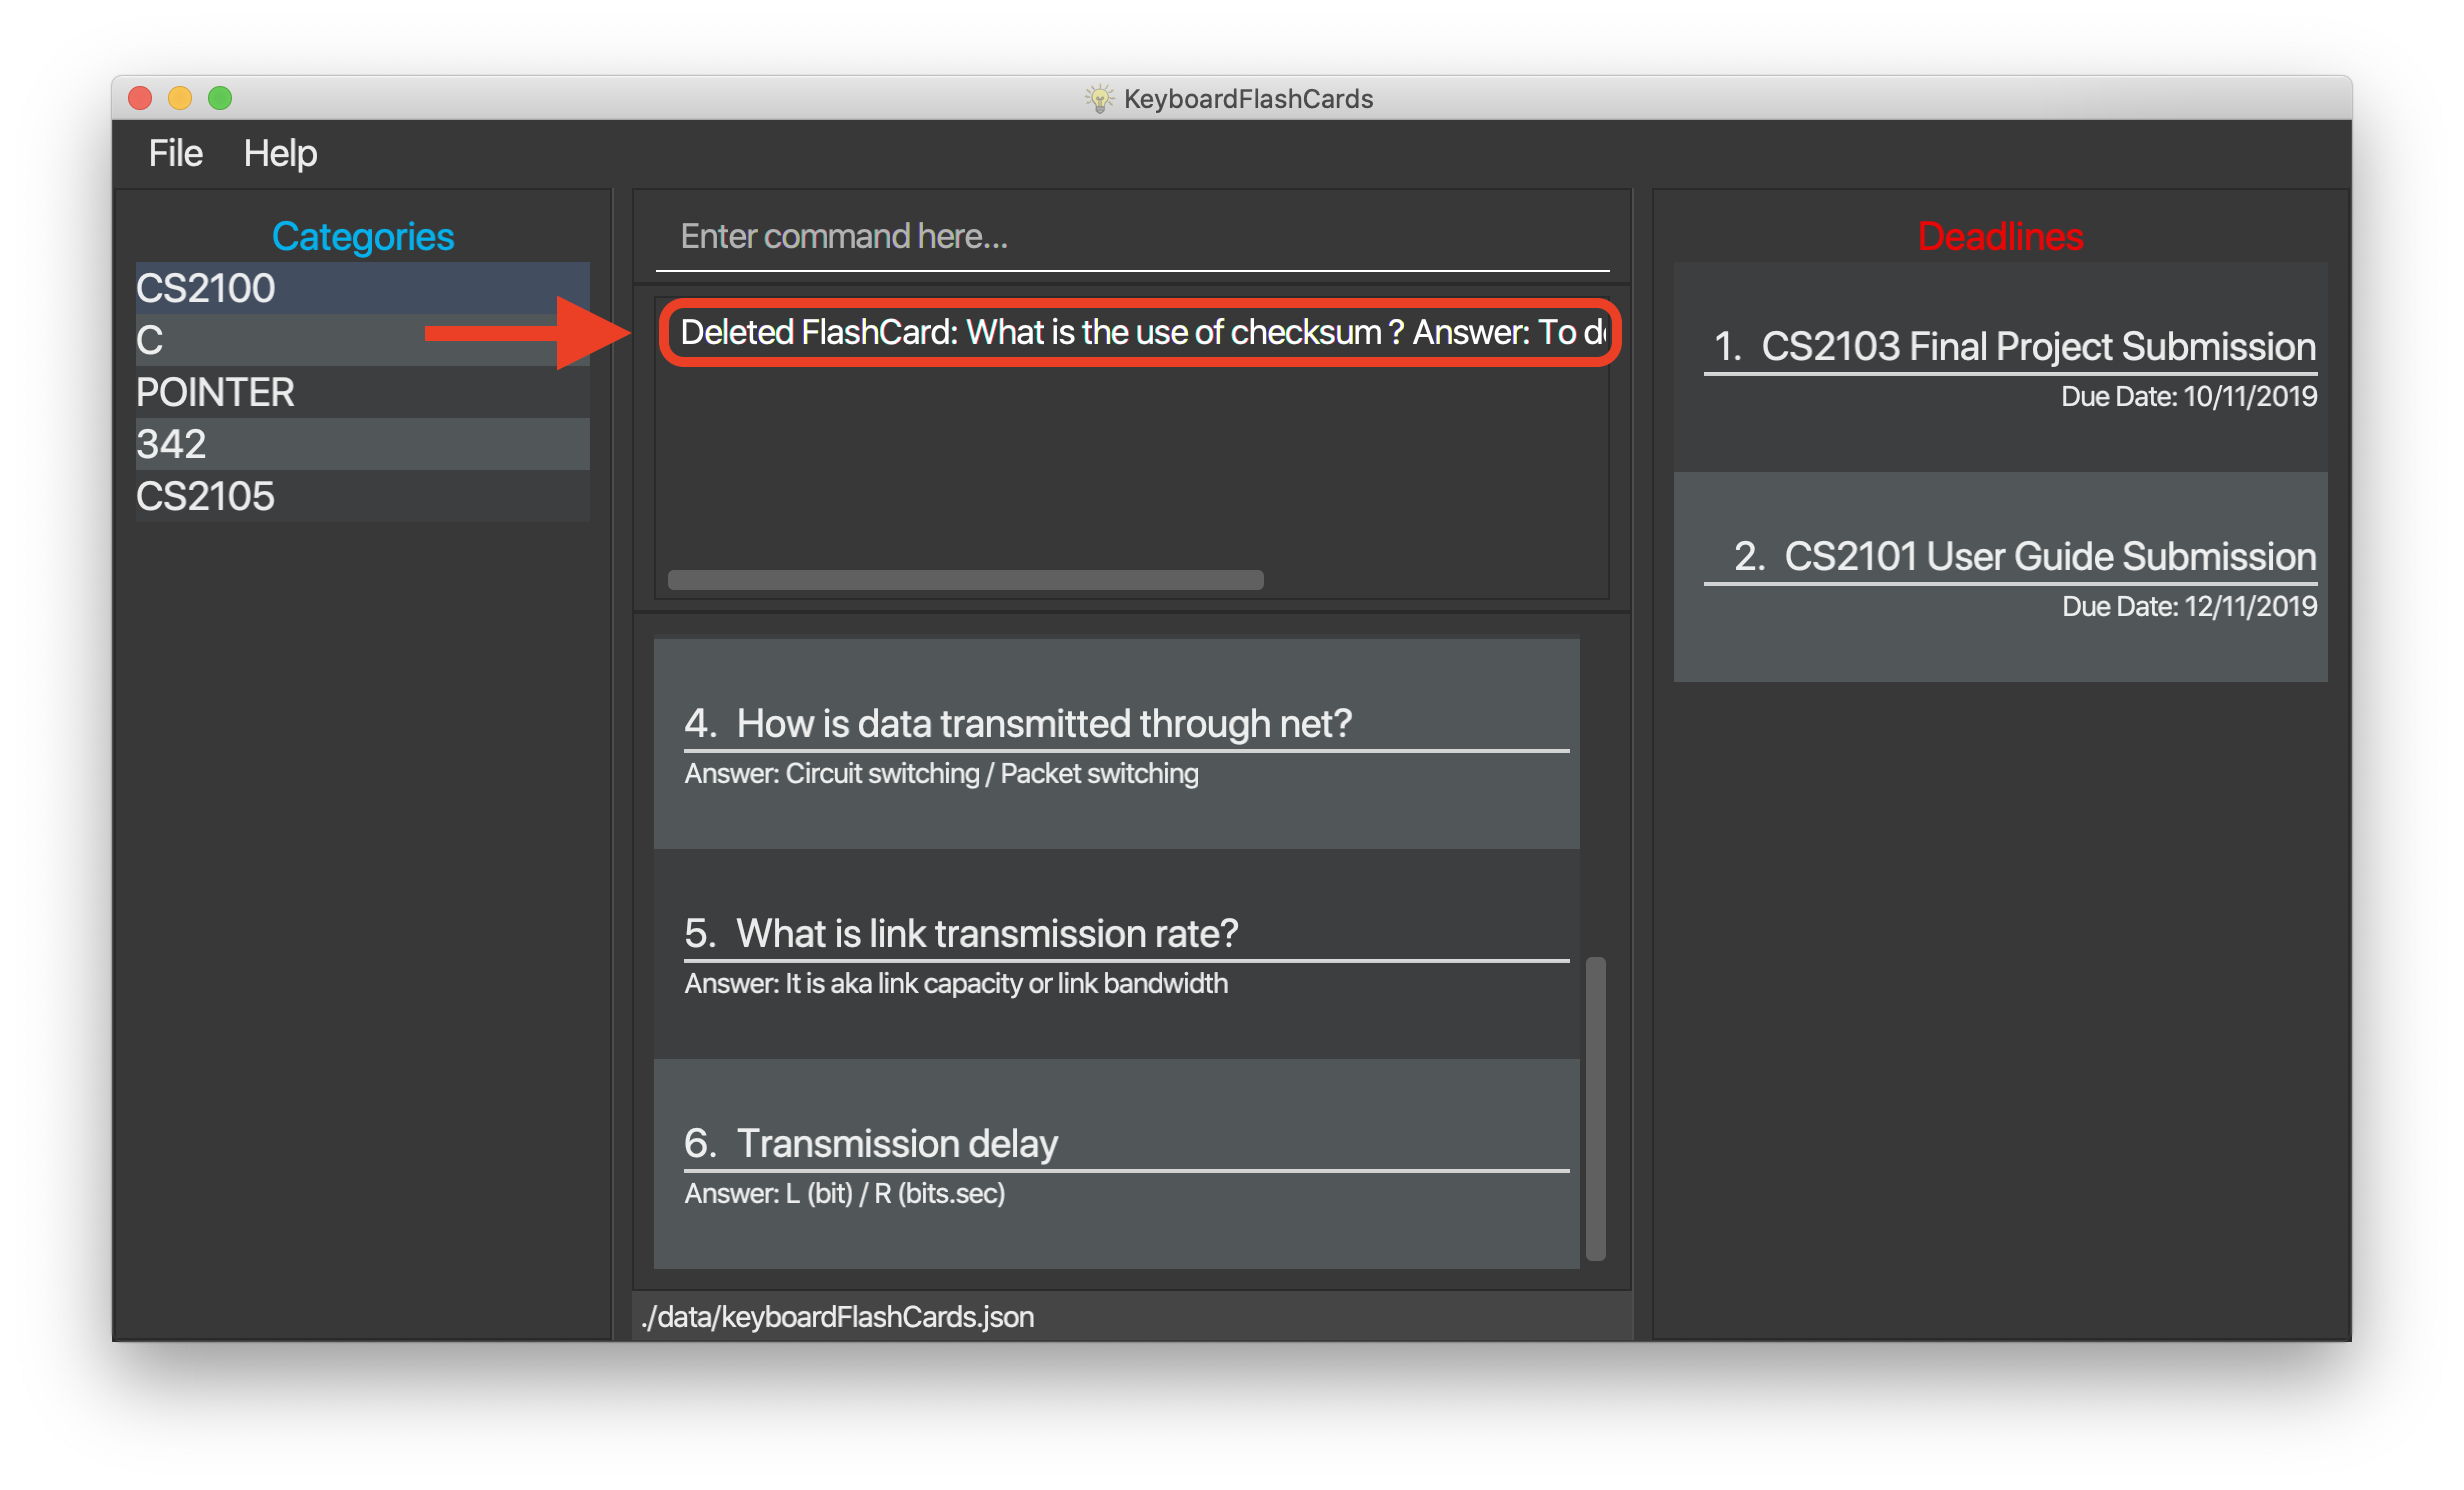 KeyboardFlashCards
File Help
Categories
CS2100
C
POINTER
342
CS2105
Enter command here...
Deleted FlashCard: What is the use of checksum ? Answer: To
4. How is data transmitted through net?
Answer: Circuit switching / Packet switching
5. What is link transmission rate?
Answer: It is aka link capacity or link bandwidth
6. Transmission delay
Answer: L (bit) / R (bits.sec)
./data/keyboardFlashCards.json
Deadlines
1. CS2103 Final Project Submission
Due Date: 10/11/2019
2. CS2101 User Guide Submission
Due Date: 12/11/2019